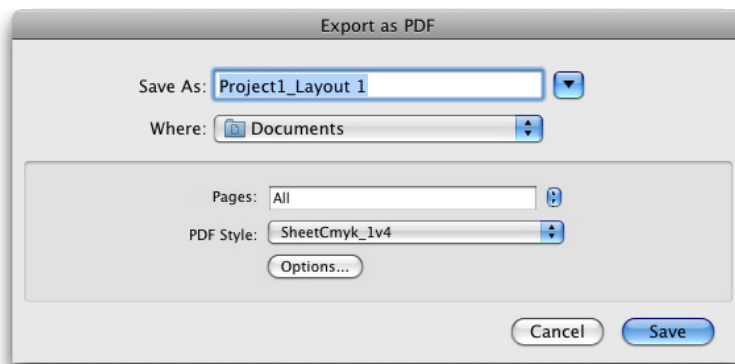 Export as PDF
Save As: Project1_Layout 1
Where: Documents
Pages: All
PDF Style: SheetCmyk_1v4
Options...
Cancel Save